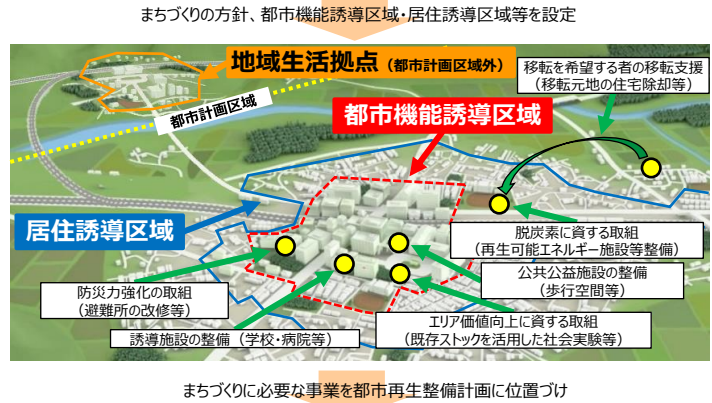 まちづくりの方針、都市機能誘導区域・居住誘導区域等を設定
地域生活拠点（都市計画区域外）
移転を希望する者の移転支援
（移転元地の住宅除却等）
都市計画区域
都市機能誘導区域
居住誘導区域
脱炭素に資する取組
（再生可能エネルギー施設等整備）
公共公益施設の整備
（歩行空間等）
防災力強化の取組
（避難所の改修等）
エリア価値向上に資する取組
（既存ストックを活用した社会実験等）
誘導施設の整備（学校・病院等）
まちづくりに必要な事業を都市再生整備計画に位置づけ